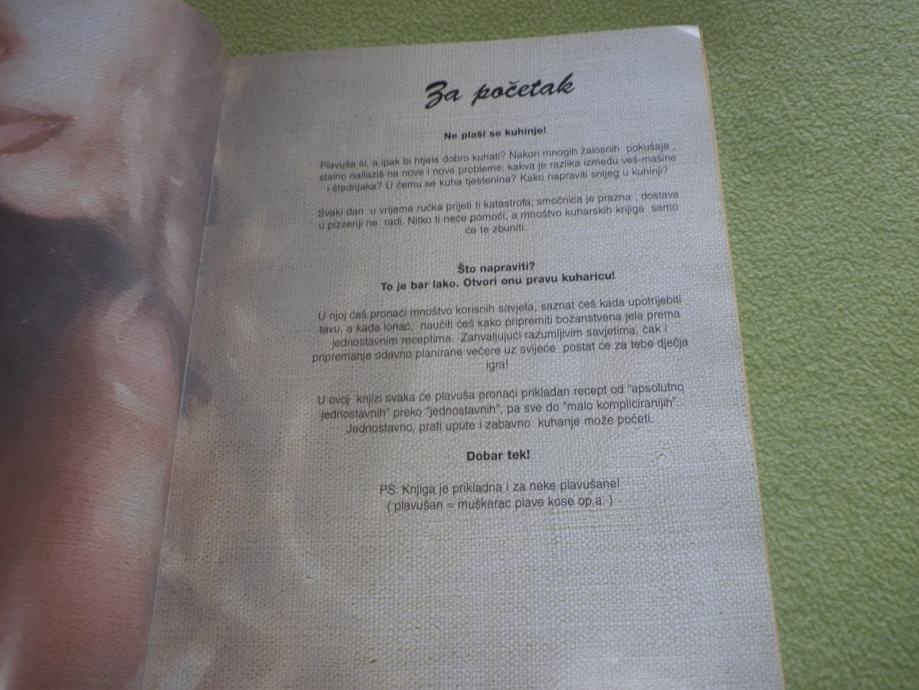 Za početak
Ne plaši se kuhinje!
Plavuša si, a ipak bi htjela dobro kuhati? Nakon mnogih žalosnih pokušaja ,
stalno nailaziš na nove i nove probleme: kakva je razlika između veš-mašine
i štednjaka? U čemu se kuha tjestenina? Kako napraviti snijeg u kuhinji?
Svaki dan u vrijeme ručka prijeti ti katastrofa; smočnica je prazna , dostava
u pizzeriji ne radi. Nitko ti neće pomoći, a mnoštvo kuharskih knjiga samo
će te zbuniti.
Što napraviti?
To je bar lako. Otvori onu pravu kuharicu!
U njoj ćeš pronaći mnoštvo korisnih savjeta, saznat ćeš kada upotrijebiti
tavu, a kada lonac, naučiti ćeš kako pripremiti božanstvena jela prema
jednostavnim receptima. Zahvaljujući razumljivim savjetima, čak i
pripremanje odavno planirane večere uz svijeće postat će za tebe dječja
igra!
U ovoj knjizi svaka će plavuša pronaći prikladan recept od "apsolutno
jednostavnih" preko "jednostavnih", pa sve do "malo kompliciranijih".
Jednostavno, prati upute i zabavno kuhanje može početi.
Dobar tek!
PS: Knjiga je prikladna i za neke plavušane!
( plavušan = muškarac plave kose op.a. )